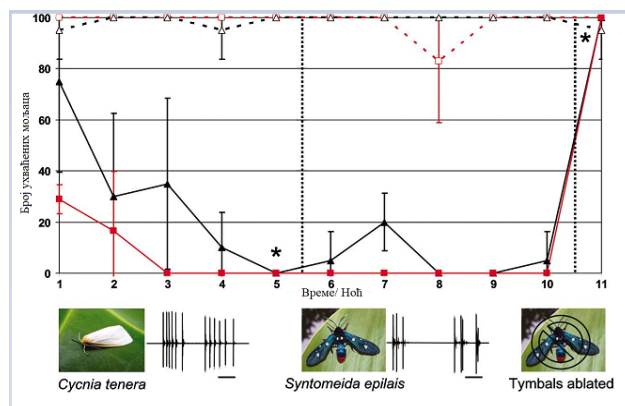 100
80
60
40
20
0
Број ухваћених мољаца
*
*
1 2 3 4 5 6 7 8 9 10 11
Време/ Ноћ
Cycnia tenera
Syntomeida epilais
Tymbals ablated